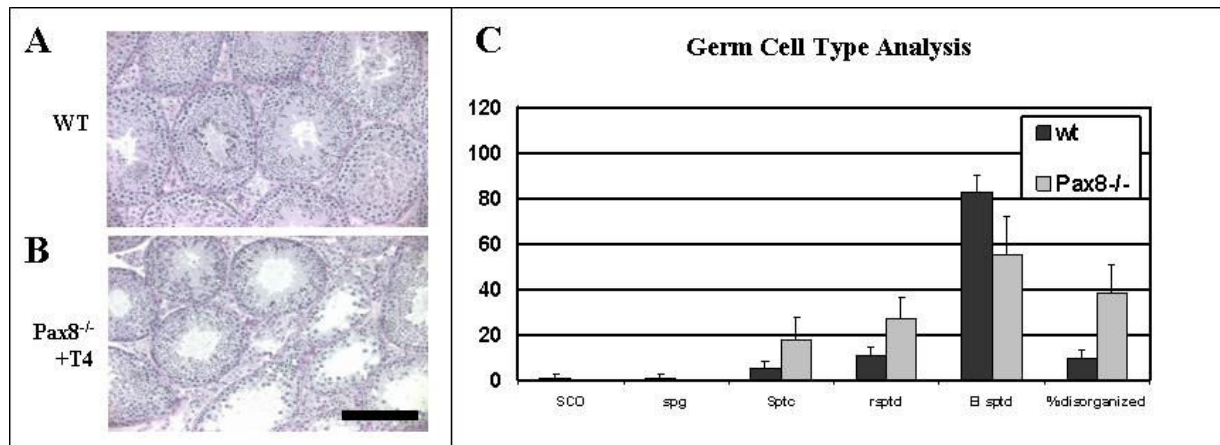 A
WT
B
Pax8-/-
+T4
C
Germ Cell Type Analysis
120
100
80
60
40
20
0
wt
Pax8-/-
SCO
spg
Sptc
rsptd
El sptd
%disorganized